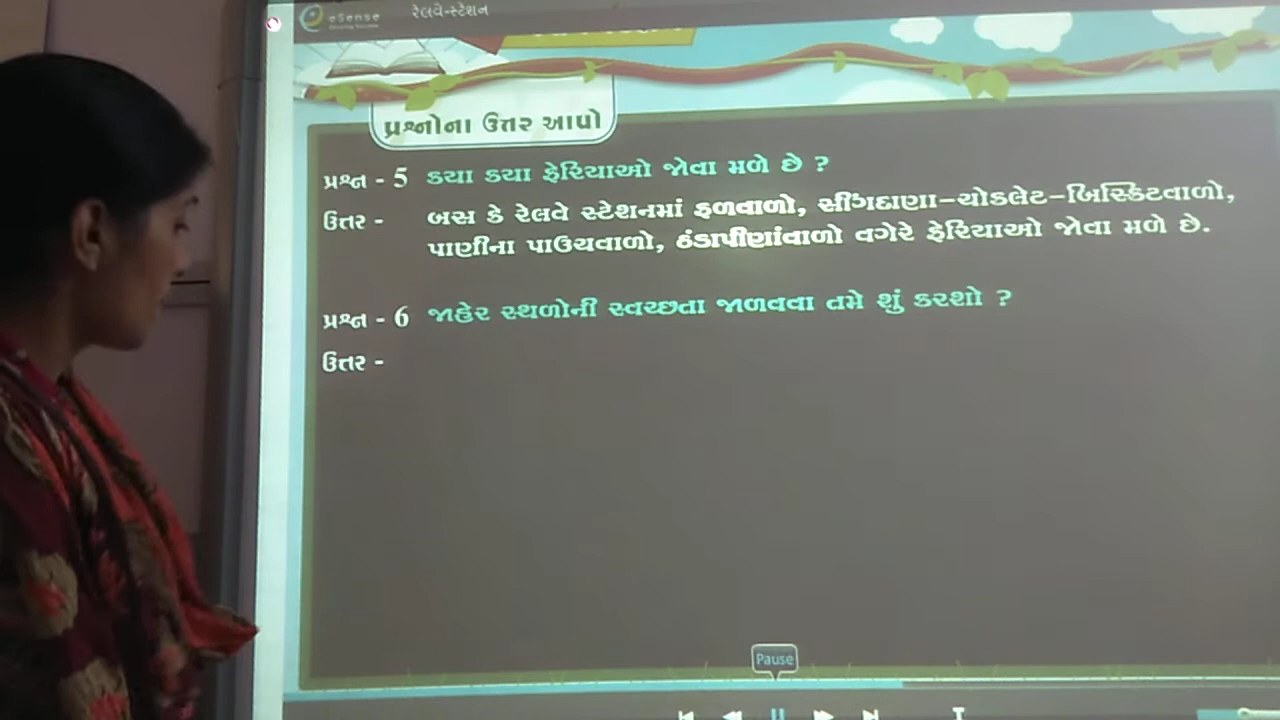 eSense રેલવે-સ્ટેશન
પ્રશ્નોના ઉત્તર આપો
પ્રશ્ન - 5 કયા કયા ફેરિયાઓ જોવા મળે છે ?
ઉત્તર - બસ કે રેલવે સ્ટેશનમાં ફળવાળો, સીંગદાણા-ચોકલેટ-બિસ્કિટવાળો,
પાણીના પાઉચવાળો, ઠંડાપીણાંવાળો વગેરે ફેરિયાઓ જોવા મળે છે.
પ્રશ્ન - 6 જાહેર સ્થળોની સ્વચ્છતા જાળવવા તમે શું કરશો ?
ઉત્તર -
Pause